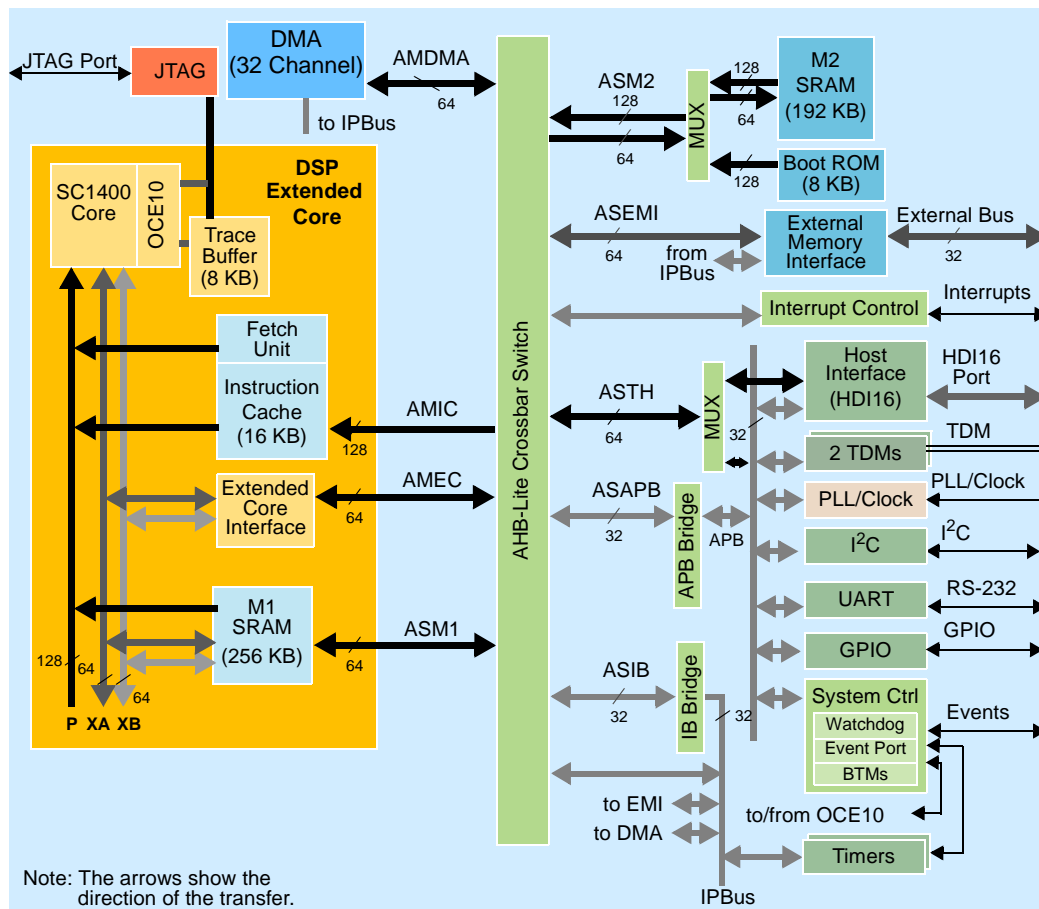 JTAG Port
JTAG
DMA
(32 Channel)
to IPBus
AMDMA
64
ASM2
128
64
MUX
128
64
M2
SRAM
(192 KB)
128
Boot ROM
(8 KB)
DSP
Extended
Core
SC1400
Core
OCE10
Trace
Buffer
(8 KB)
ASEMI
64
from
IPBus
External
Memory
Interface
External Bus
32
Interrupt Control
Interrupts
Fetch
Unit
Instruction
Cache
(16 KB)
AMIC
128
AHB-Lite Crossbar Switch
ASTH
64
MUX
32
Host
Interface
(HDI16)
HDI16
Port
2 TDMs
TDM
Extended
Core
Interface
AMEC
64
ASAPB
32
APB Bridge
APB
PLL/Clock
PLL/Clock
I2C
I2C
UART
RS-232
GPIO
GPIO
M1
SRAM
(256 KB)
ASM1
64
128
64
64
P XA XB
ASIB
32
IB Bridge
32
System Ctrl
Watchdog
Event Port
BTMs
Events
to EMI
to DMA
to/from OCE10
Timers
IPBus
Note: The arrows show the
direction of the transfer.